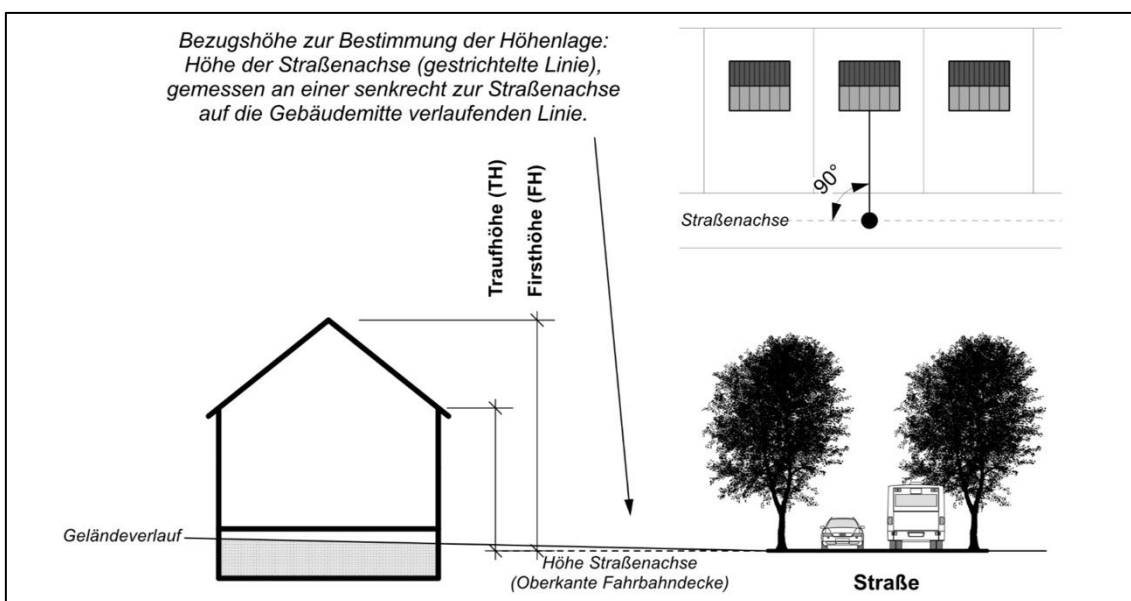 Bezugshöhe zur Bestimmung der Höhenlage:
Höhe der Straßenachse (gestrichtelte Linie),
gemessen an einer senkrecht zur Straßenachse
auf die Gebäudemitte verlaufenden Linie.
90°
Straßenachse
Traufhöhe (TH)
Firsthöhe (FH)
Geländeverlauf
Höhe Straßenachse
(Oberkante Fahrbahndecke)
Straße